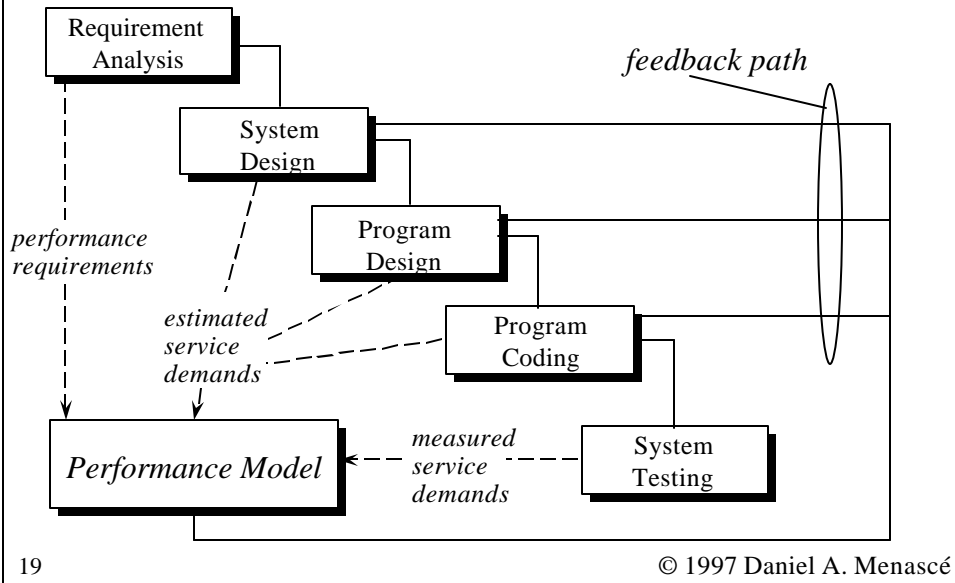 Requirement
Analysis
feedback path
System
Design
Program
Design
performance
requirements
estimated
service
demands
Program
Coding
measured
service
demands
System
Testing
Performance Model
19
© 1997 Daniel A. Menascé